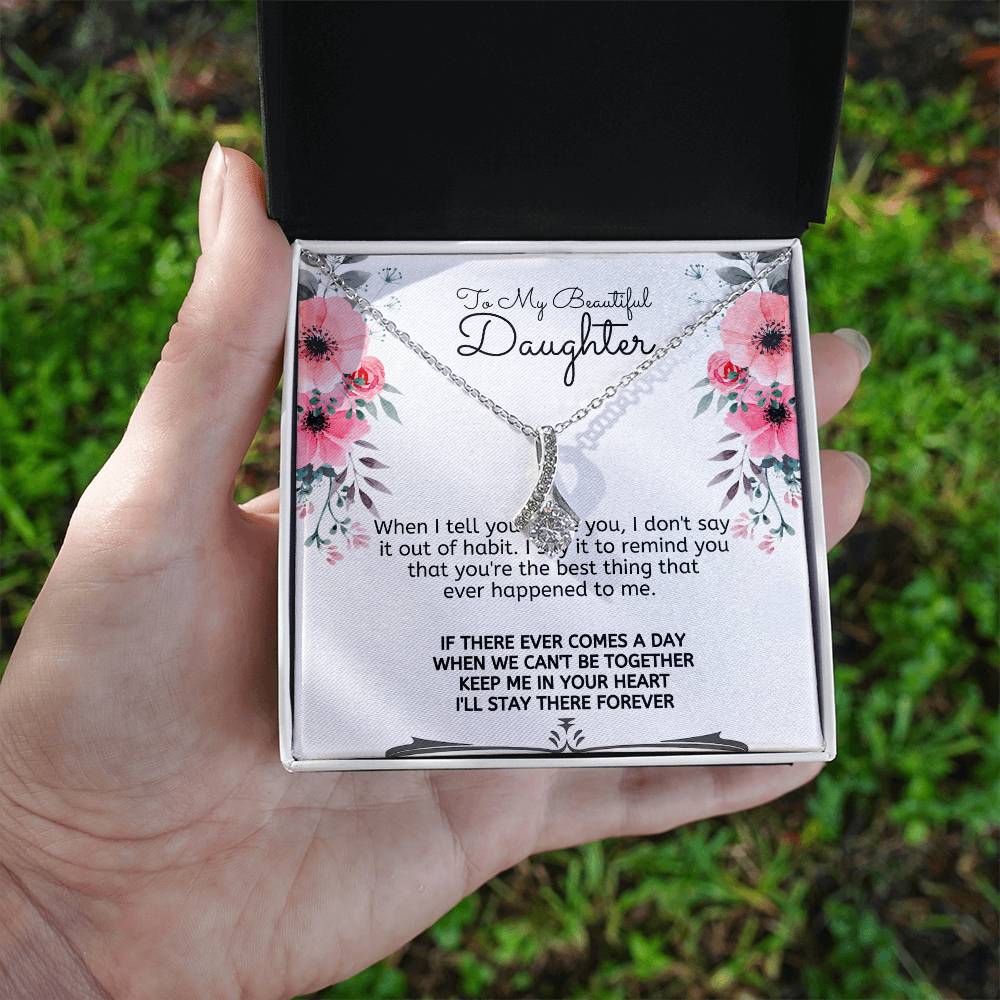 To My Beautiful
Daughter
When I tell you you, I don't say
it out of habit. I say it to remind you
that you're the best thing that
ever happened to me.
IF THERE EVER COMES A DAY
WHEN WE CAN'T BE TOGETHER
KEEP ME IN YOUR HEART
I'LL STAY THERE FOREVER